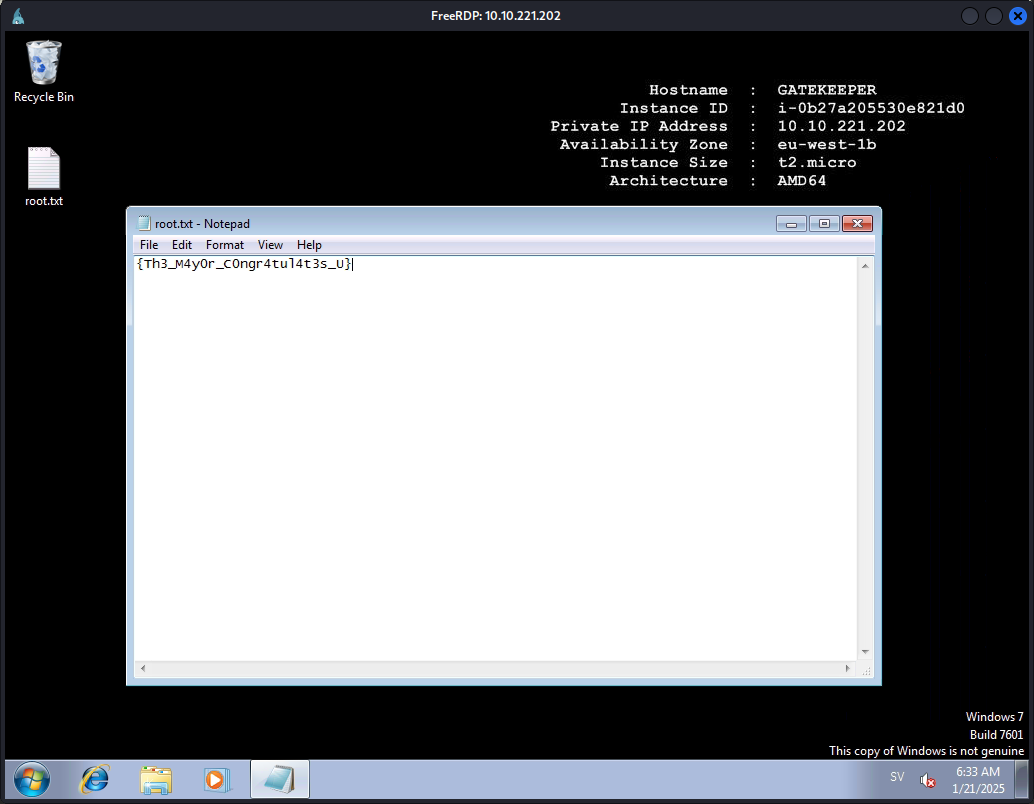 FreeRDP: 10.10.221.202
Recycle Bin
root.txt
Hostname : GATEKEEPER
Instance ID : i-0b27a205530e821d0
Private IP Address : 10.10.221.202
Availability Zone : eu-west-1b
Instance Size : t2.micro
Architecture : AMD64
root.txt - Notepad
File Edit Format View Help
{Th3_M4y0r_C0ngr4tul4t3s_U}
Windows 7
Build 7601
This copy of Windows is not genuine
SV
6:33 AM
1/21/2025